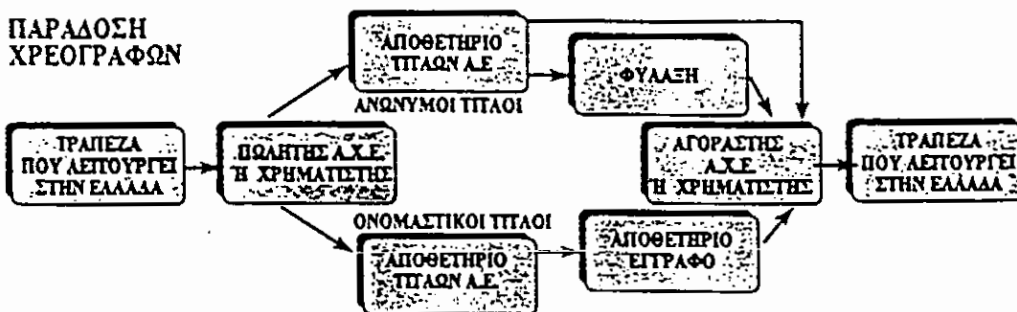 ΠΑΡΑΔΟΣΗ
ΧΡΕΟΓΡΑΦΩΝ
ΑΠΟΘΕΤΗΡΙΟ
ΤΙΤΛΩΝ Α.Ε
ΑΝΩΝΥΜΟΙ ΤΙΤΛΟΙ
ΦΥΛΑΞΗ
ΤΡΑΠΕΖΑ
ΠΟΥ ΛΕΙΤΟΥΡΓΕΙ
ΣΤΗΝ ΕΛΛΑΔΑ
ΠΩΛΗΤΗΣ Α.Χ.Ε.
Ή ΧΡΗΜΑΤΙΣΤΗΣ
ΑΓΟΡΑΣΤΗΣ
Α.Χ.Ε.
Ή ΧΡΗΜΑΤΙΣΤΗΣ
ΤΡΑΠΕΖΑ
ΠΟΥ ΛΕΙΤΟΥΡΓΕΙ
ΣΤΗΝ ΕΛΛΑΔΑ
ΟΝΟΜΑΣΤΙΚΟΙ ΤΙΤΛΟΙ
ΑΠΟΘΕΤΗΡΙΟ
ΤΙΤΛΩΝ Α.Ε.
ΑΠΟΘΕΤΗΡΙΟ
ΕΓΓΡΑΦΟ